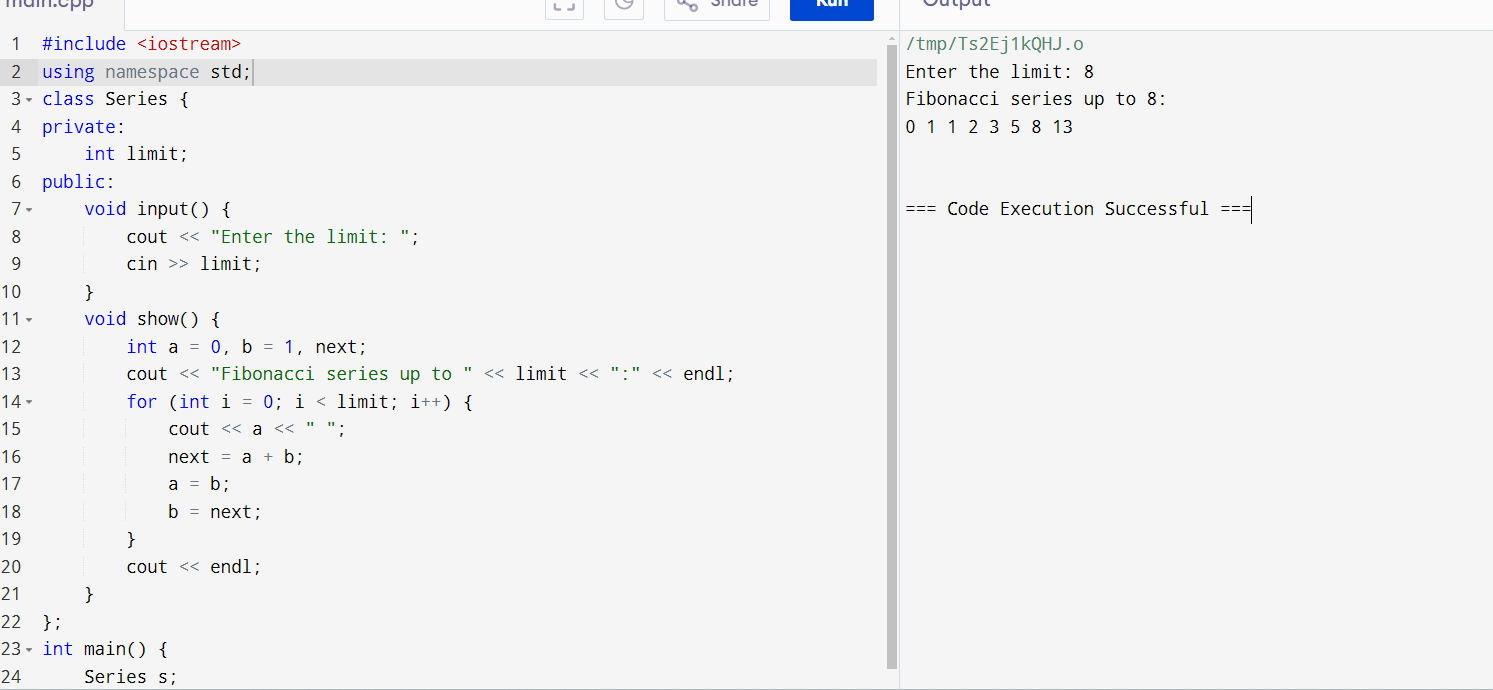 main.cpp
Share
Run
Output
1 #include <iostream>
2 using namespace std;
3 class Series {
4 private:
5     int limit;
6 public:
7     void input() {
8         cout << "Enter the limit: ";
9         cin >> limit;
10     }
11     void show() {
12         int a = 0, b = 1, next;
13         cout << "Fibonacci series up to " << limit << ":" << endl;
14         for (int i = 0; i < limit; i++) {
15             cout << a << " ";
16             next = a + b;
17             a = b;
18             b = next;
19         }
20         cout << endl;
21     }
22 };
23 int main() {
24     Series s;
/tmp/Ts2Ej1kQHJ.o
Enter the limit: 8
Fibonacci series up to 8:
0 1 1 2 3 5 8 13
=== Code Execution Successful ===